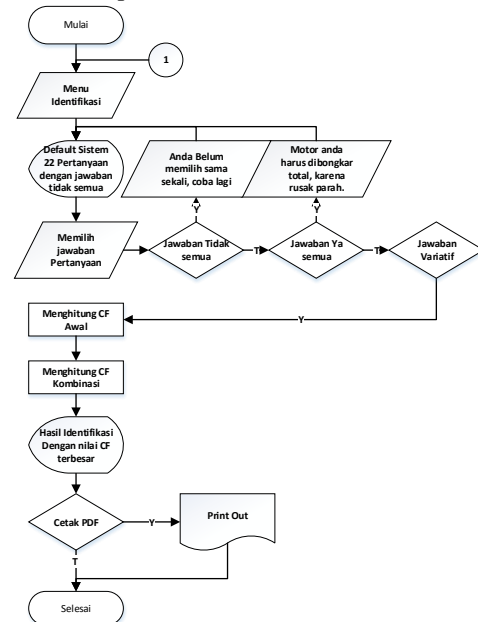 Mulai
1
Menu
Identifikasi
Default Sistem
22 Pertanyaan
dengan jawaban
tidak semua
Anda Belum
memilih sama
sekali, coba lagi
Motor anda
harus dibongkar
total, karena
rusak parah.
Y
Y
Memilih
jawaban
Pertanyaan
Jawaban Tidak
semua
T
Jawaban Ya
semua
T
Jawaban
Variatif
Y
Menghitung CF
Awal
Menghitung CF
Kombinasi
Hasil Identifikasi
Dengan nilai CF
terbesar
Cetak PDF
Y
Print Out
T
Selesai